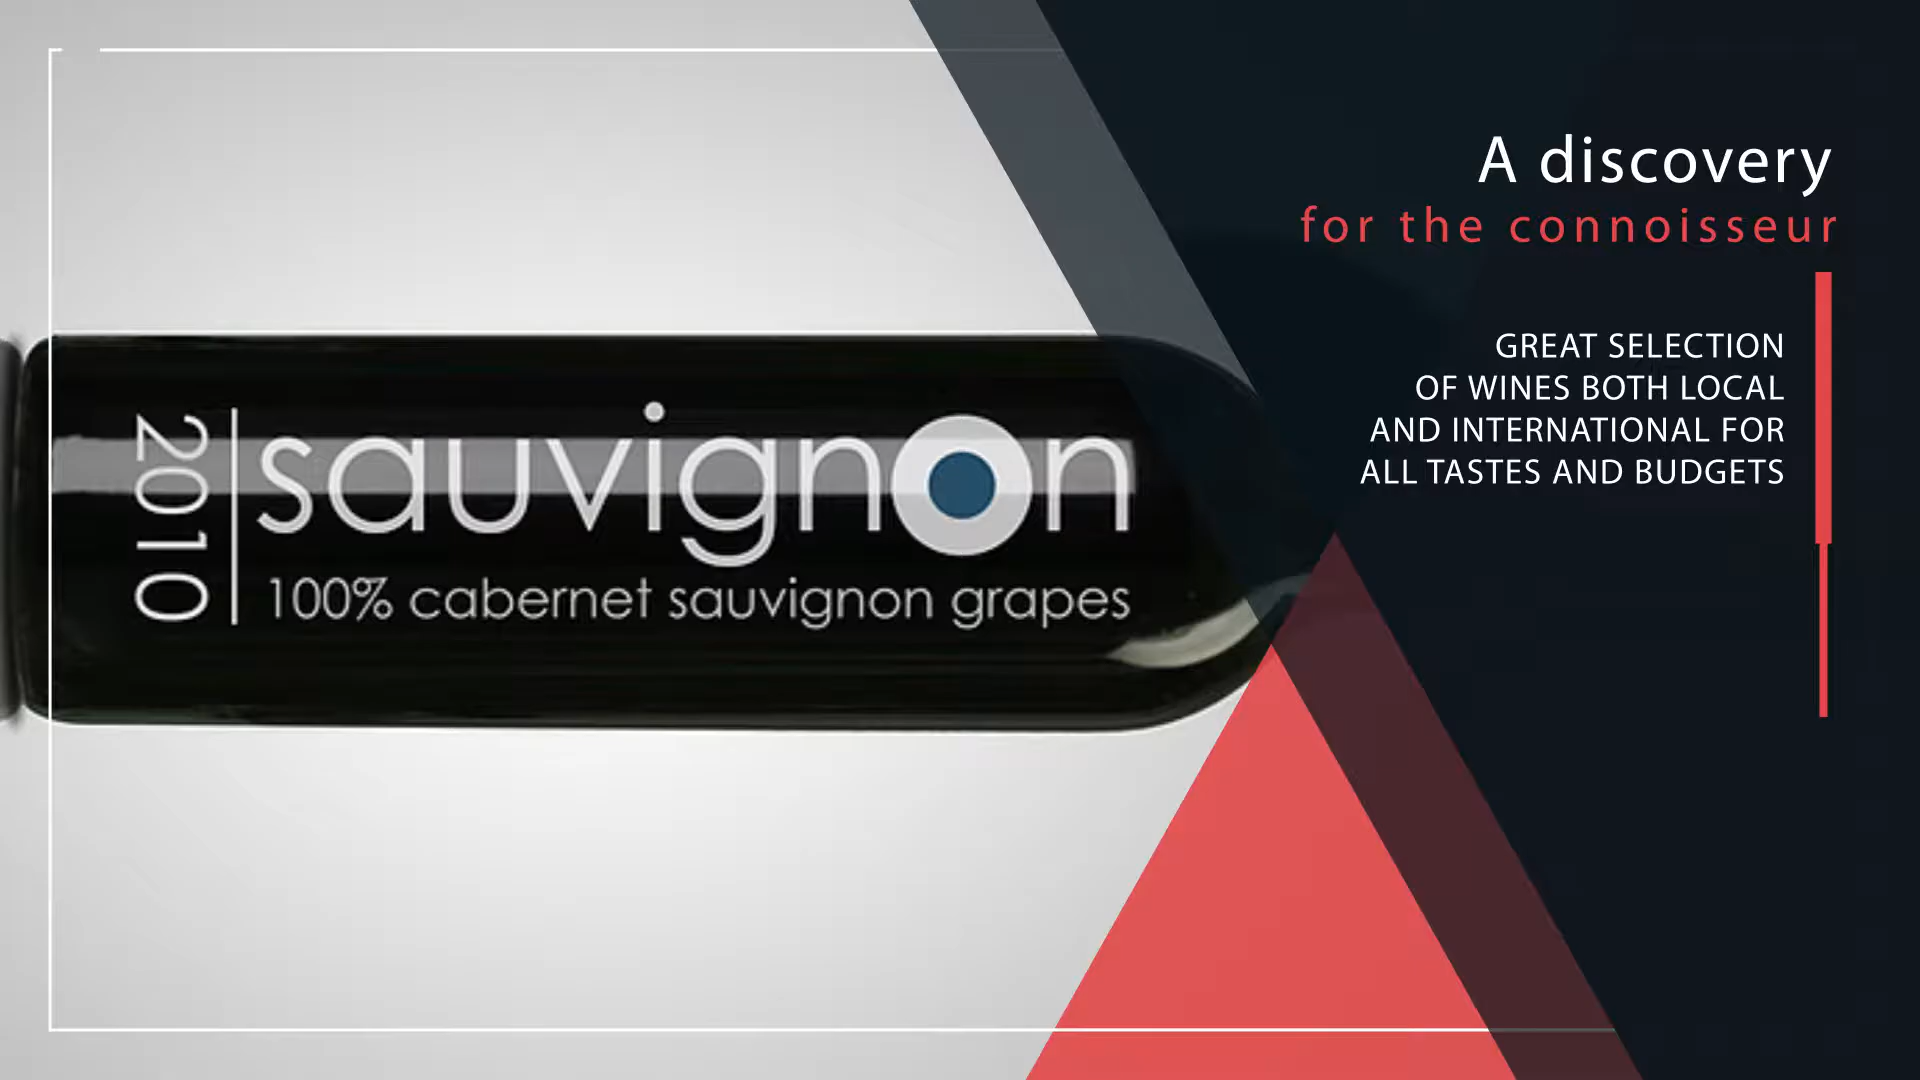 A discovery
for the connoisseur
GREAT SELECTION
OF WINES BOTH LOCAL
AND INTERNATIONAL FOR
ALL TASTES AND BUDGETS
2010
sauvignon
100% cabernet sauvignon grapes